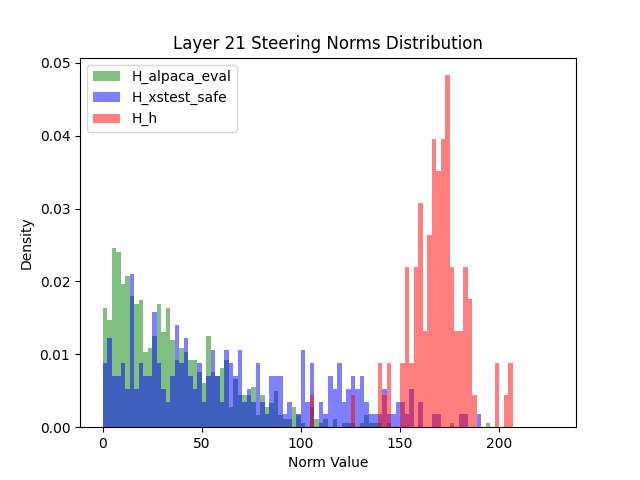 Layer 21 Steering Norms Distribution
H_alpaca_eval
H_xstest_safe
H_h
Density
0.05
0.04
0.03
0.02
0.01
0.00
0
50
100
150
200
Norm Value